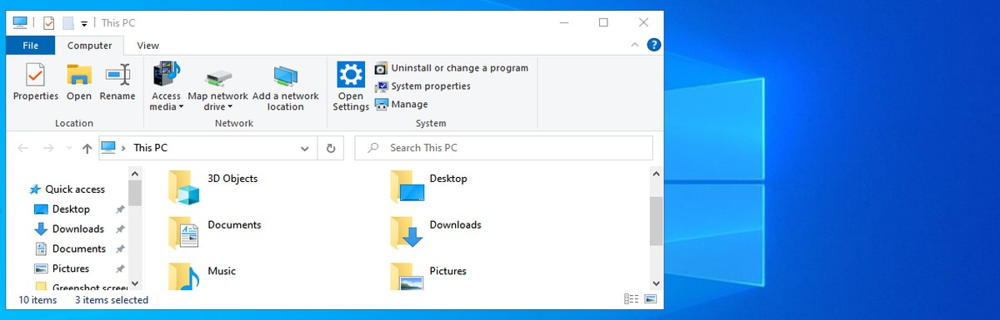 This PC
File Computer View
Uninstall or change a program
System properties
Properties Open Rename Access media Map network drive Add a network location Open Settings
Manage
Location Network System
This PC Search This PC
Quick access
Desktop
Downloads
Documents
Pictures
Greenshot screen
3D Objects Desktop
Documents Downloads
Music Pictures
10 items 3 items selected